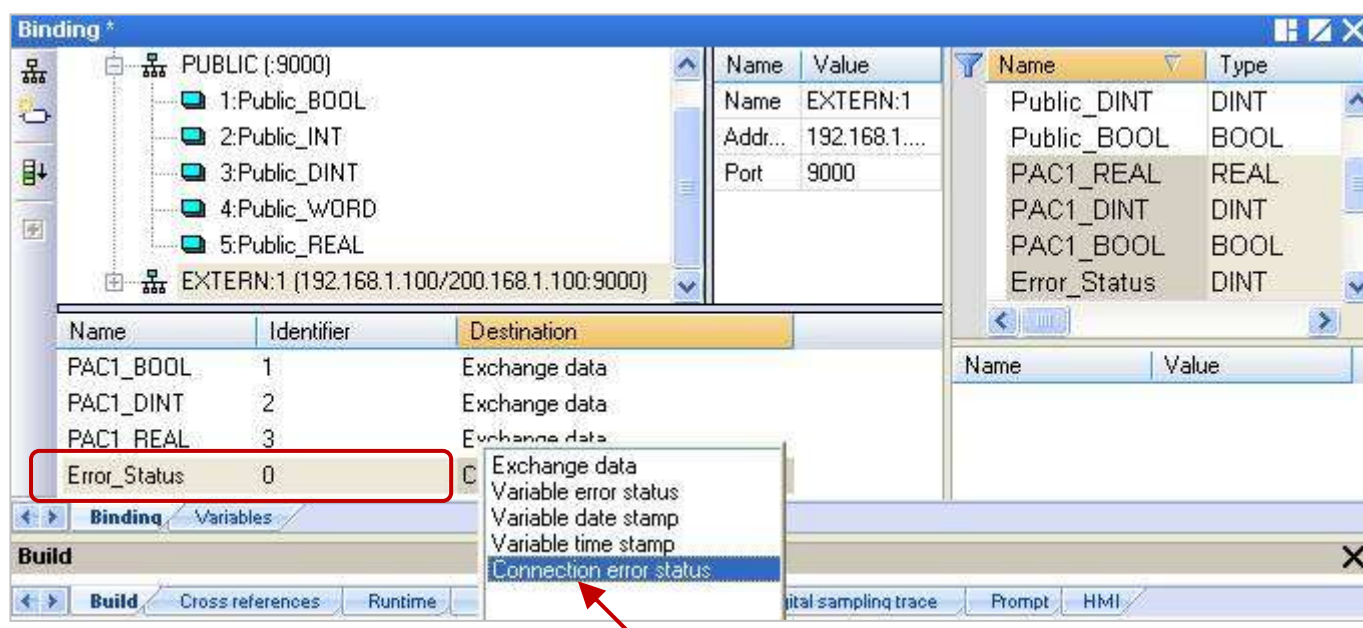 Binding *
PUBLIC (:9000)
1:Public_BOOL
2:Public_INT
3:Public_DINT
4:Public_WORD
5:Public_REAL
EXTERN:1 (192.168.1.100/200.168.1.100:9000)
Name Value
Name EXTERN:1
Addr... 192.168.1....
Port 9000
Name Type
Public_DINT DINT
Public_BOOL BOOL
PAC1_REAL REAL
PAC1_DINT DINT
PAC1_BOOL BOOL
Error_Status DINT
Name Identifier Destination
PAC1_BOOL 1 Exchange data
PAC1_DINT 2 Exchange data
PAC1_REAL 3 Exchange data
Error_Status 0 C
Exchange data
Variable error status
Variable date stamp
Variable time stamp
Connection error status
Name Value
Binding Variables
Build
Build Cross references Runtime sampling trace Prompt HMI